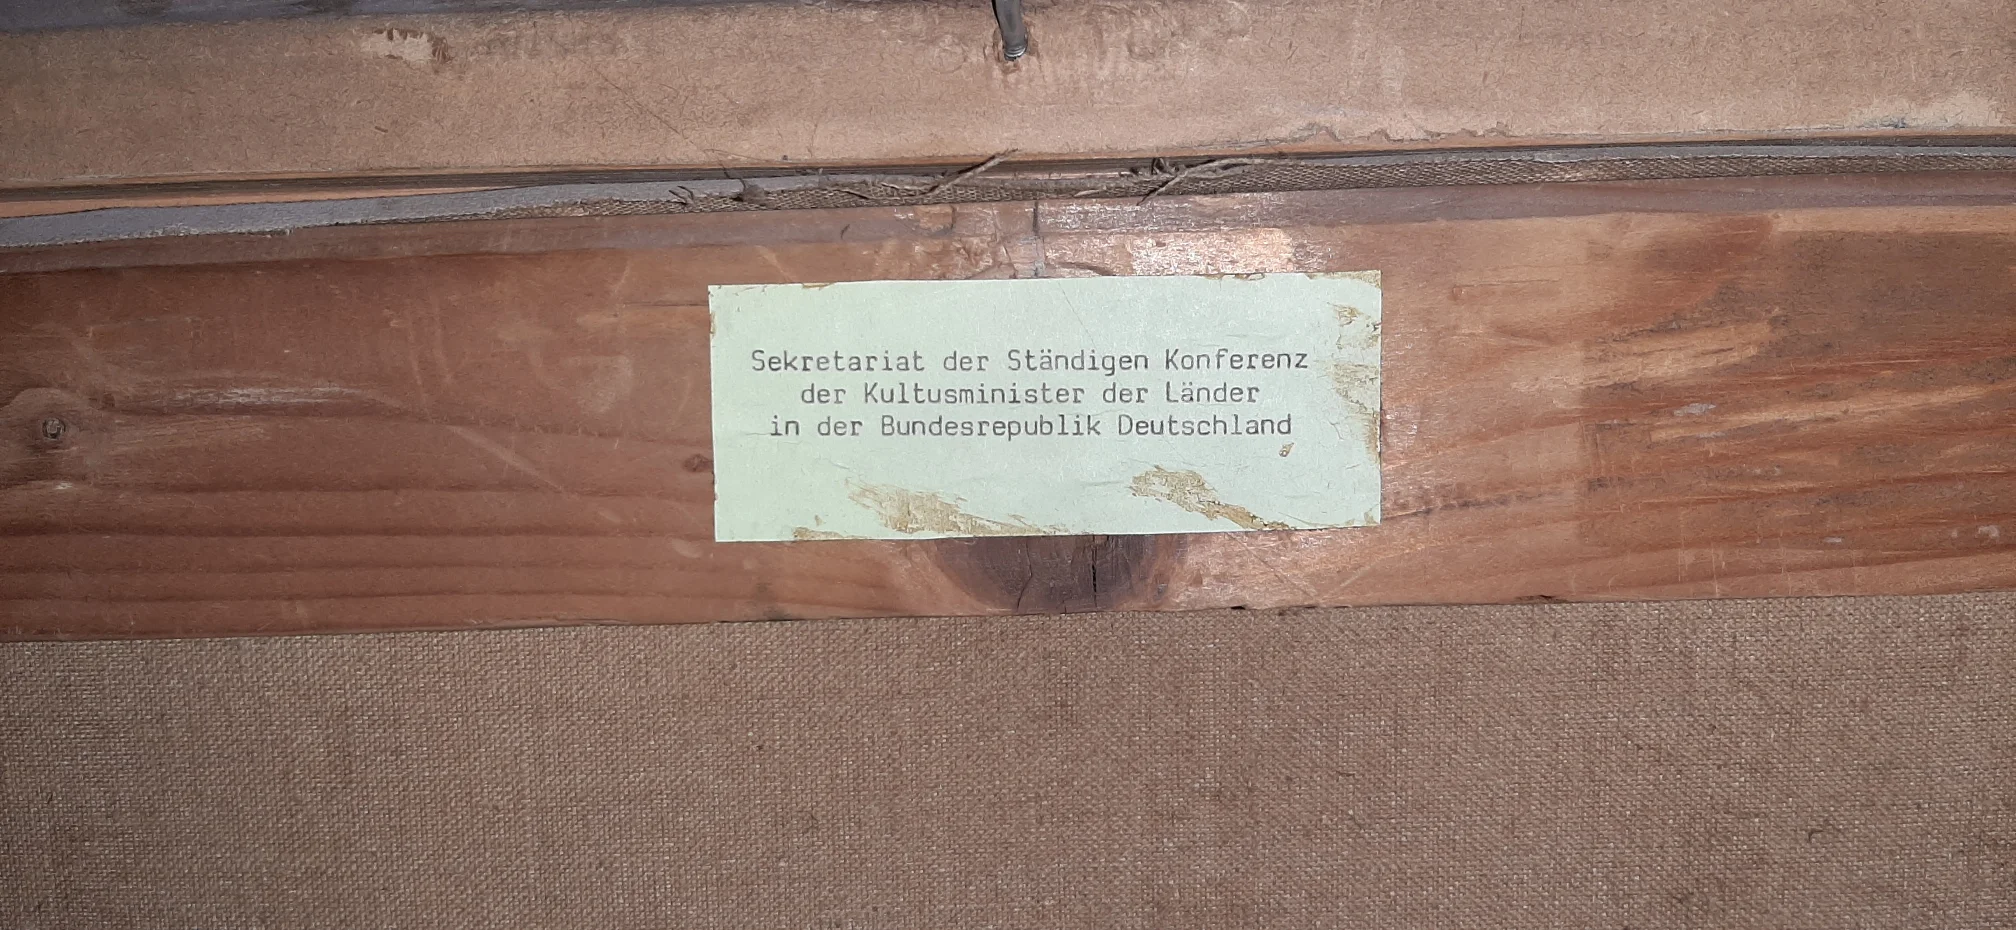 Sekretariat der Ständigen Konferenz
der Kultusminister der Länder
in der Bundesrepublik Deutschland